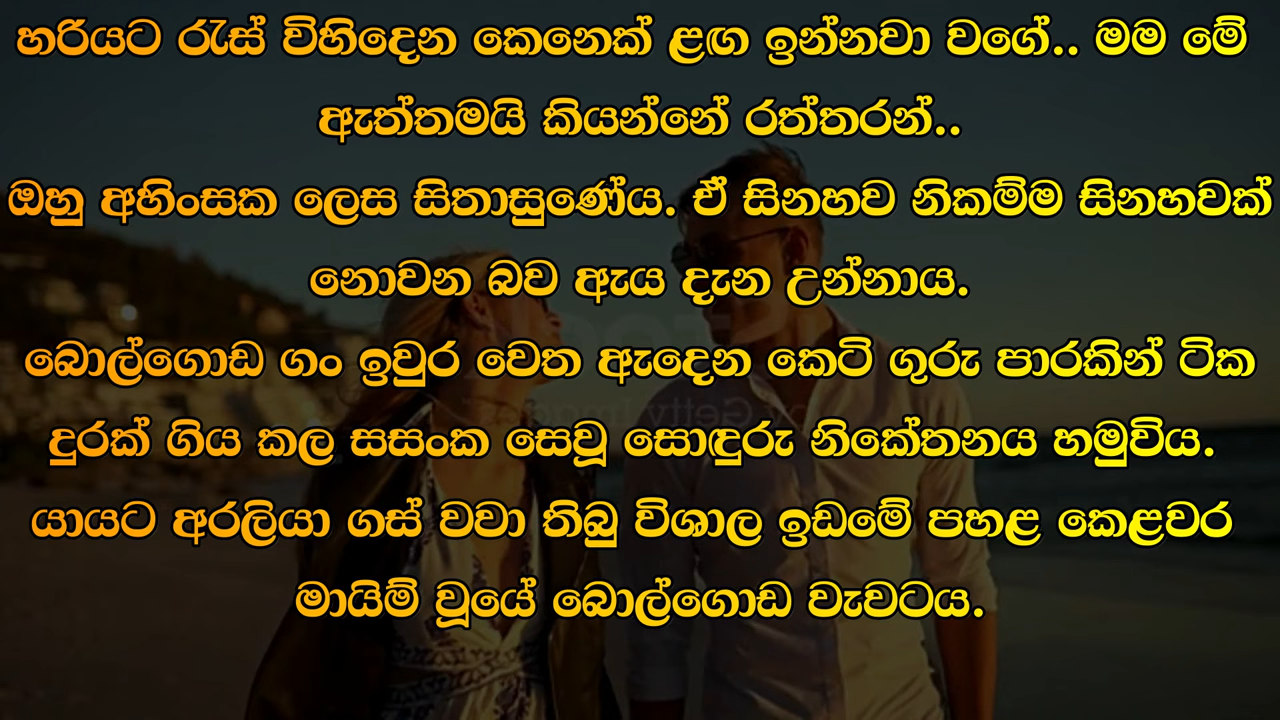 හරියට රැස් විහිදෙන කෙනෙක් ළඟ ඉන්නවා වගේ.. මම මේ
ඇත්තමයි කියන්නේ රත්තරන්..
ඔහු අහිංසක ලෙස සිතාසුණේය. ඒ සිනහව නිකම්ම සිනහවක්
නොවන බව ඇය දැන උන්නාය.
බොල්ගොඩ ගං ඉවුර වෙත ඇදෙන කෙටි ගුරු පාරකින් ටික
දුරක් ගිය කල සසංක සෙවූ සොඳුරු නිකේතනය හමුවිය.
යායට අරලියා ගස් වවා තිබු විශාල ඉඩමේ පහළ කෙළවර
මායිම් වූයේ බොල්ගොඩ වැවටය.